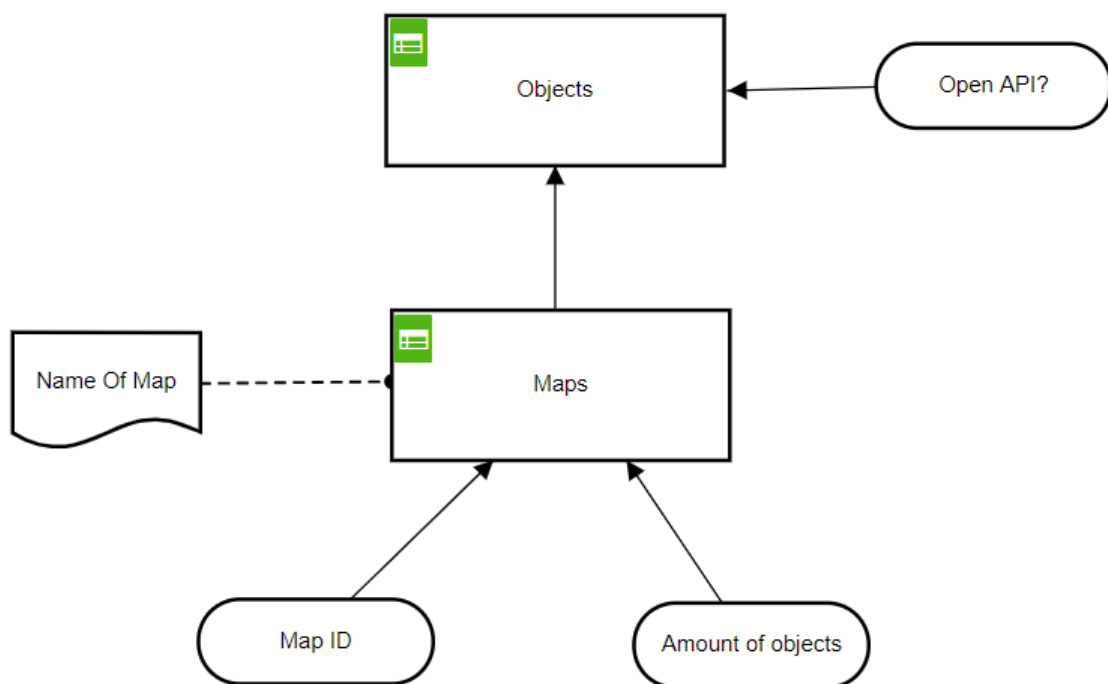 Objects
Open API?
Name Of Map
Maps
Map ID
Amount of objects